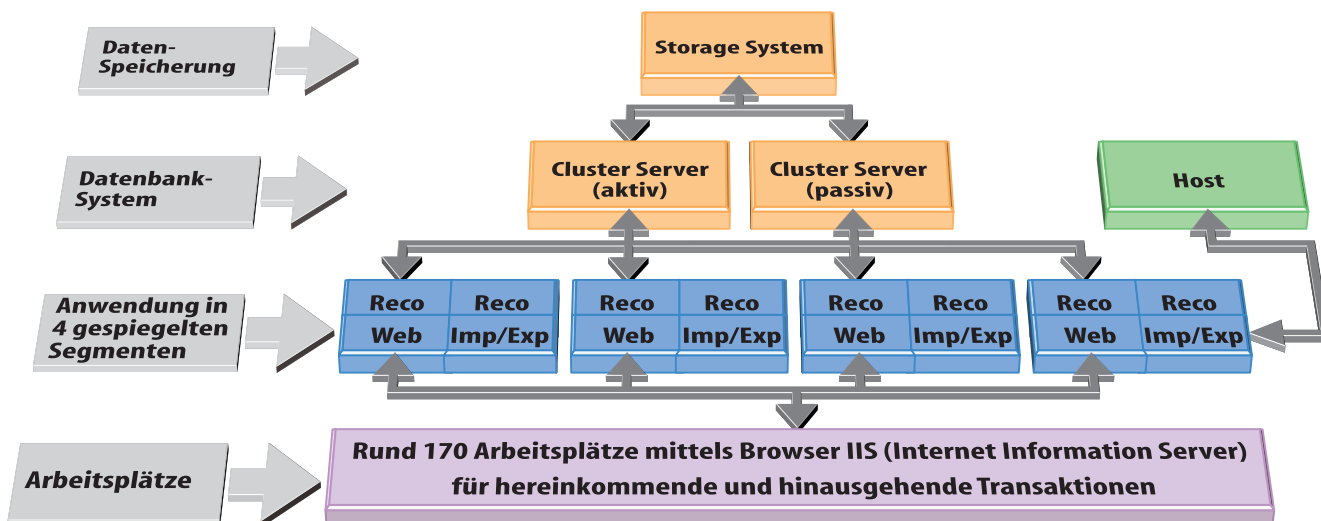 Daten-
Speicherung
Storage System
Datenbank-
System
Cluster Server
(aktiv)
Cluster Server
(passiv)
Host
Anwendung in
4 gespiegelten
Segmenten
Reco Reco
Web Imp/Exp
Reco Reco
Web Imp/Exp
Reco Reco
Web Imp/Exp
Reco Reco
Web Imp/Exp
Arbeitsplätze
Rund 170 Arbeitsplätze mittels Browser IIS (Internet Information Server)
für hereinkommende und hinausgehende Transaktionen